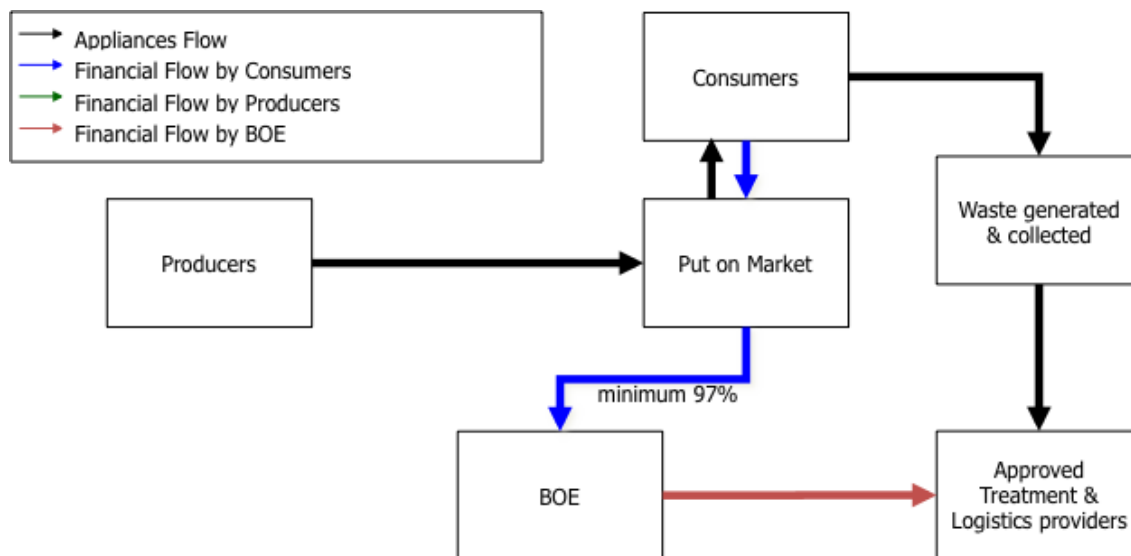 Appliances Flow
Financial Flow by Consumers
Financial Flow by Producers
Financial Flow by BOE
Consumers
Waste generated
& collected
Producers
Put on Market
minimum 97%
BOE
Approved
Treatment &
Logistics providers